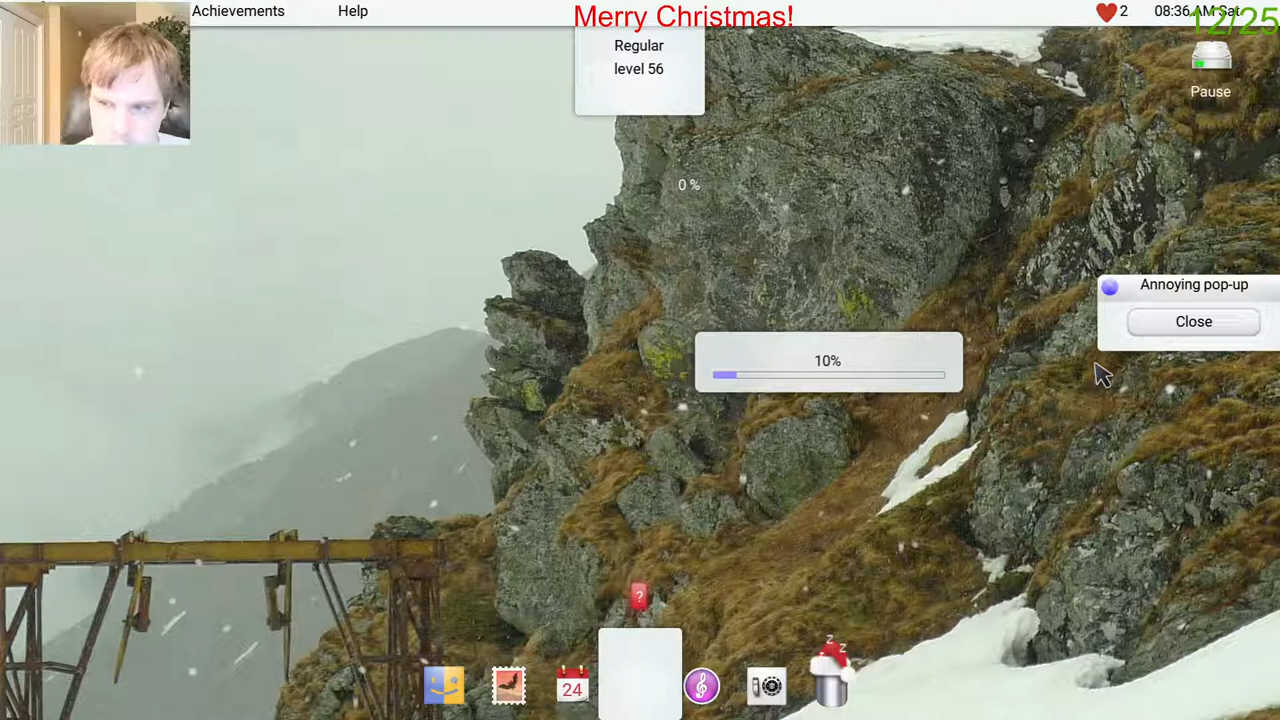 Achievements
Help
Merry Christmas!
2
08:36 AM Sat
12/25
Regular
level 56
Pause
0 %
Annoying pop-up
Close
10%
?
24
z
z